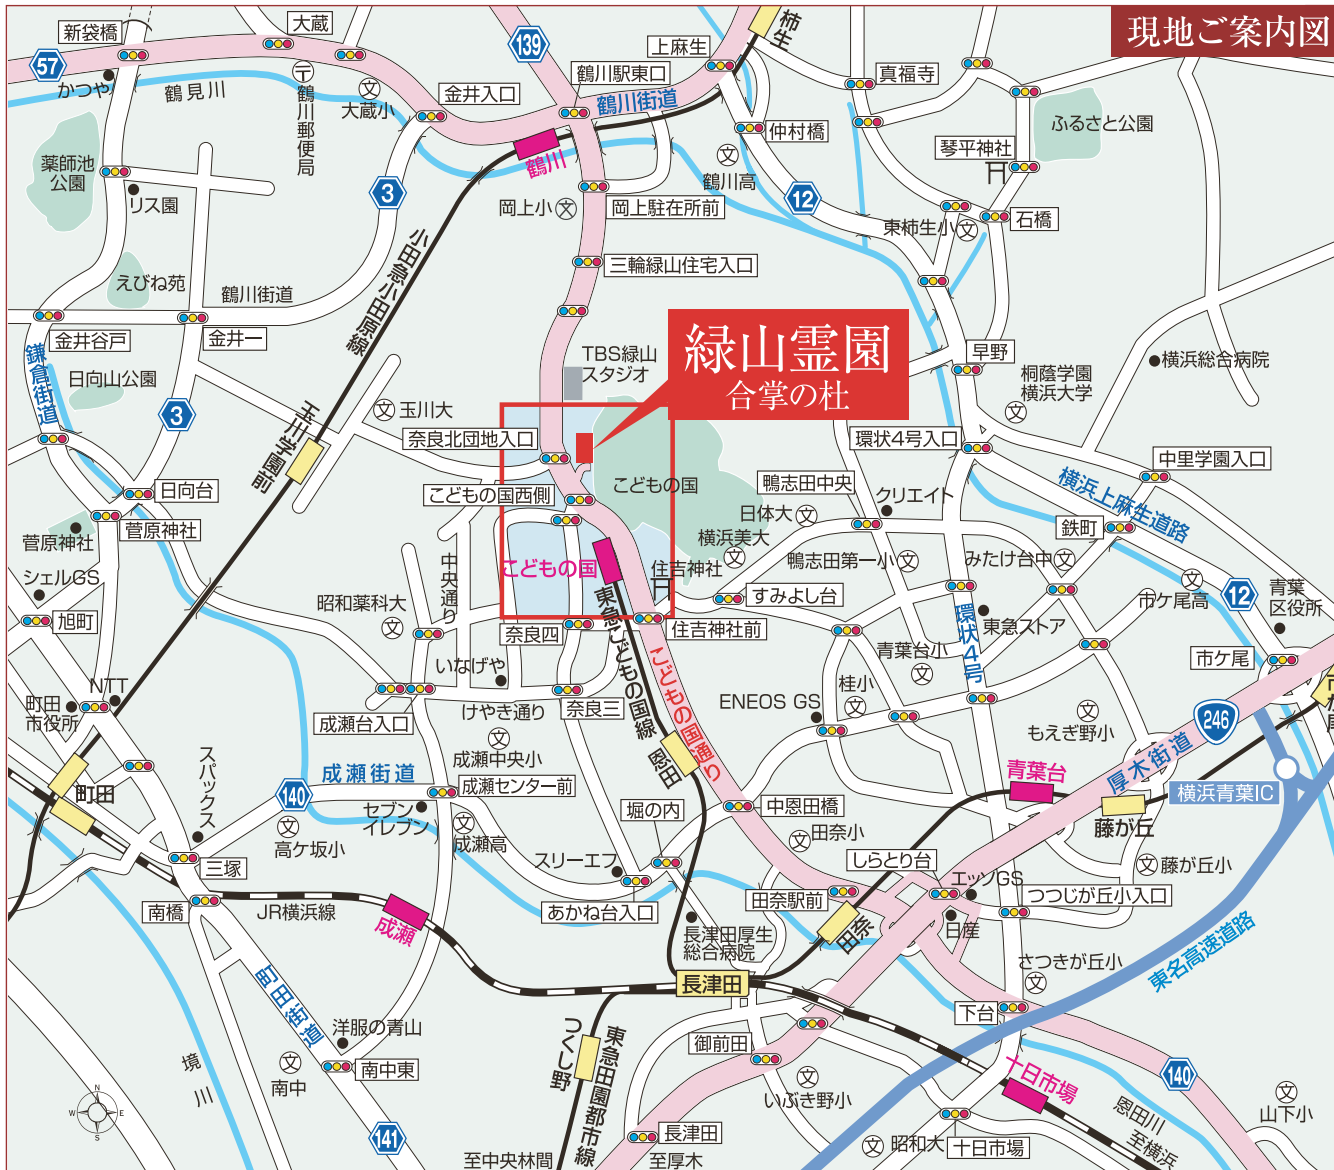 現地ご案内図
新袋橋
大蔵
139
上麻生
柿生
57
かつや
鶴見川
鶴川郵便局
大蔵小
金井入口
鶴川駅東口
鶴川街道
真福寺
ふるさと公園
仲村橋
琴平神社
鶴川高
薬師池
公園
リス園
3
鶴川
岡上小
岡上駐在所前
12
東柿生小
石橋
小田急小田原線
三輪緑山住宅入口
えびね苑
鶴川街道
金井谷戸
金井一
鎌倉街道
緑山霊園
合掌の杜
TBS緑山
スタジオ
早野
横浜総合病院
桐蔭学園
横浜大学
日向山公園
3
玉川学園前
玉川大
奈良北団地入口
環状4号入口
中里学園入口
こどもの国西側
こどもの国
鴨志田中央
クリエイト
横浜上麻生道路
日向台
菅原神社
菅原神社
日体大
横浜美大
鉄町
シェルGS
中央通り
こどもの国
住吉神社
鴨志田第一小
みたけ台中
市ケ尾高
12
青葉
区役所
旭町
昭和薬科大
すみよし台
東急ストア
奈良四
住吉神社前
環状4号
市ケ尾
東急こどもの国線
こどもの国通り
いなげや
青葉台小
NTT
町田
市役所
成瀬台入口
けやき通り
奈良三
ENEOS GS
桂小
246
もえぎ野小
スパックス
成瀬街道
成瀬中央小
恩田
青葉台
厚木街道
町田
140
成瀬センター前
横浜青葉IC
セブン
イレブン
堀の内
中恩田橋
藤が丘
高ケ坂小
成瀬高
田奈小
三塚
スリーエフ
しらとり台
藤が丘小
エッソGS
南橋
JR横浜線
成瀬
あかね台入口
田奈駅前
つつじが丘小入口
田奈
日産
長津田厚生
総合病院
東名高速道路
さつきが丘小
町田街道
長津田
下台
洋服の青山
つくし野
東急田園都市線
御前田
境川
南中
南中東
十日市場
140
いぶき野小
恩田川
山下小
141
長津田
昭和大
十日市場
至中央林間
至厚木
至横浜
N
W
E
S